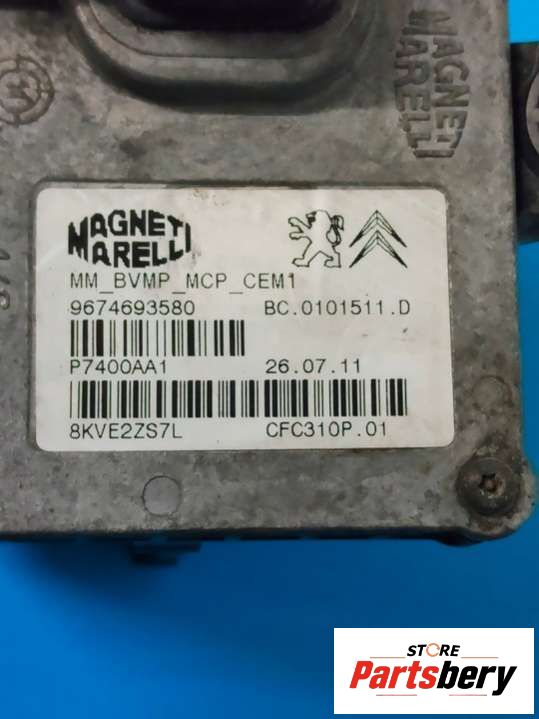 MAGNETI
MARELLI
MAGNETI
MARELLI
MM_BVMP_MCP_CEM1
9674693580 BC.0101511.D
P7400AA1 26.07.11
8KVE2ZS7L CFC310P.01
STORE
Partsbery